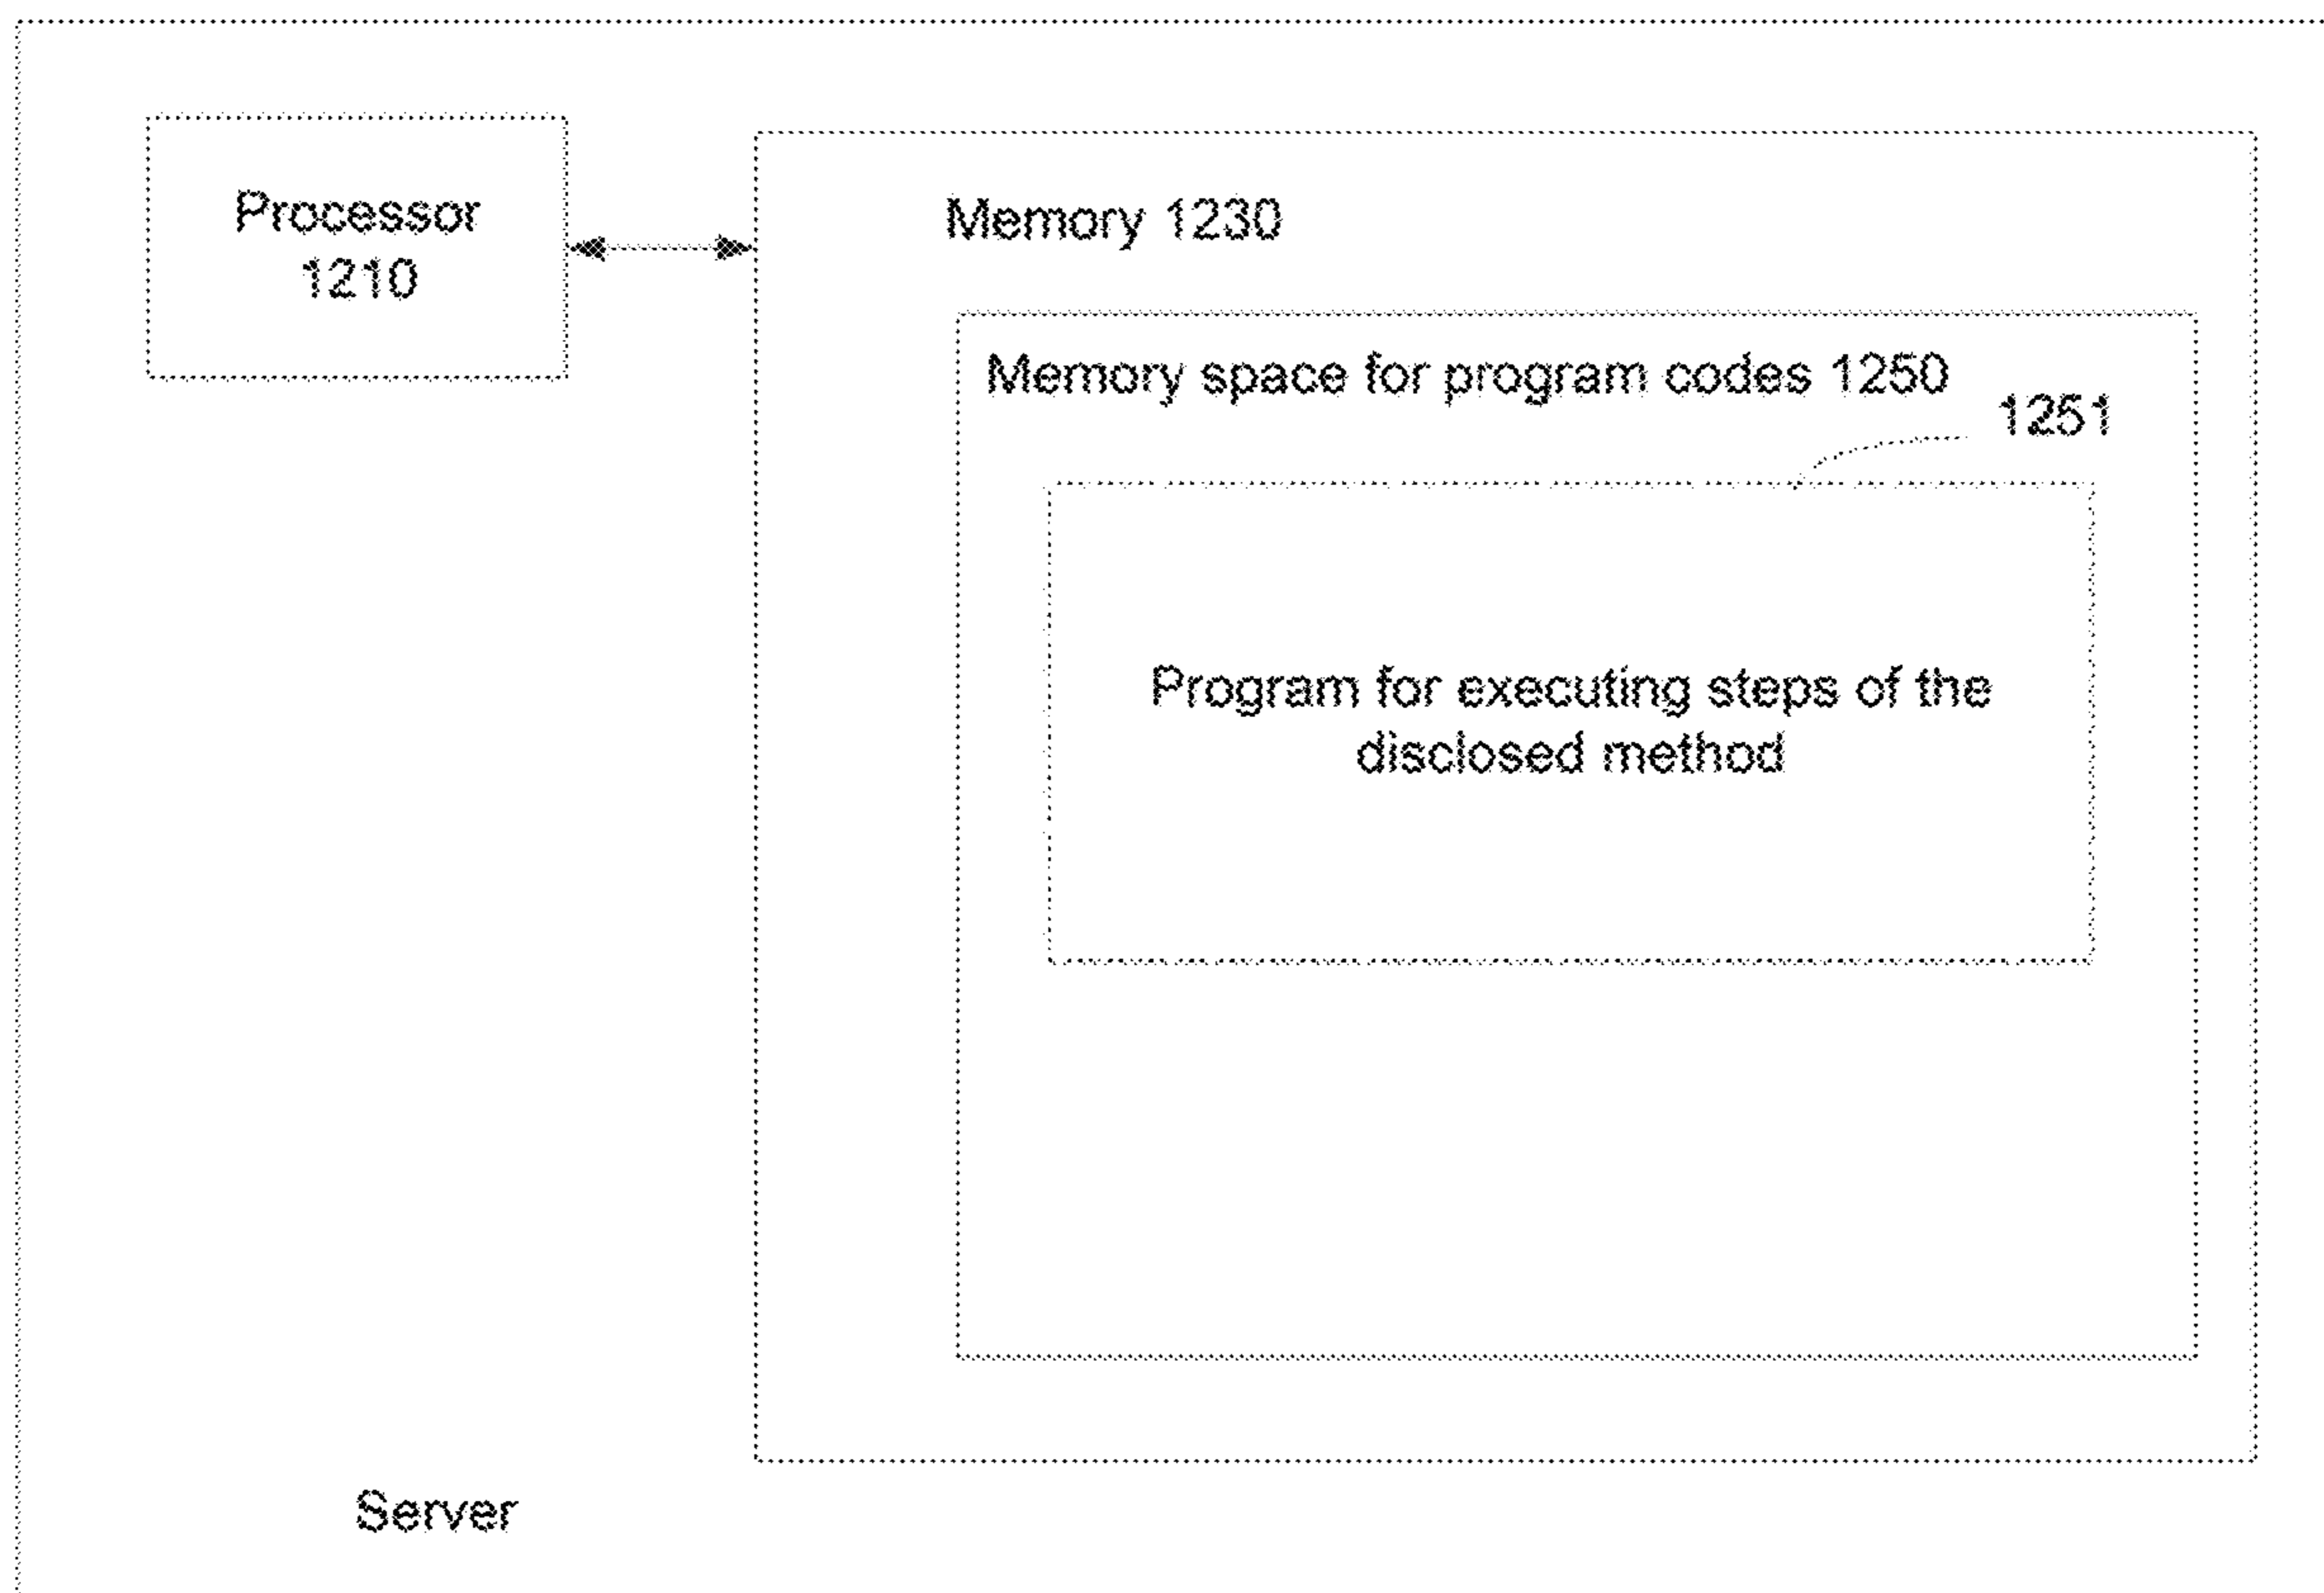 Processor
1210
Memory 1230
Memory space for program codes 1250
1251
Program for executing steps of the
disclosed method
Server